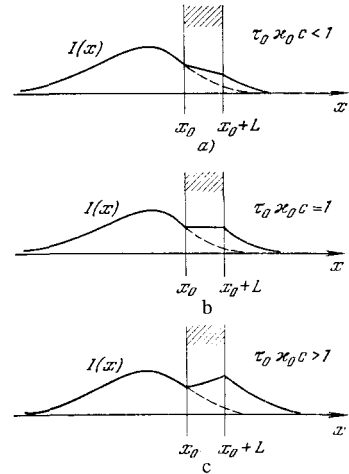 I(x) τ₀ ϰ₀ c < 1
x₀ x₀+L x
a)
I(x) τ₀ ϰ₀ c = 1
x₀ x₀+L x
b
I(x) τ₀ ϰ₀ c > 1
x₀ x₀+L x
c